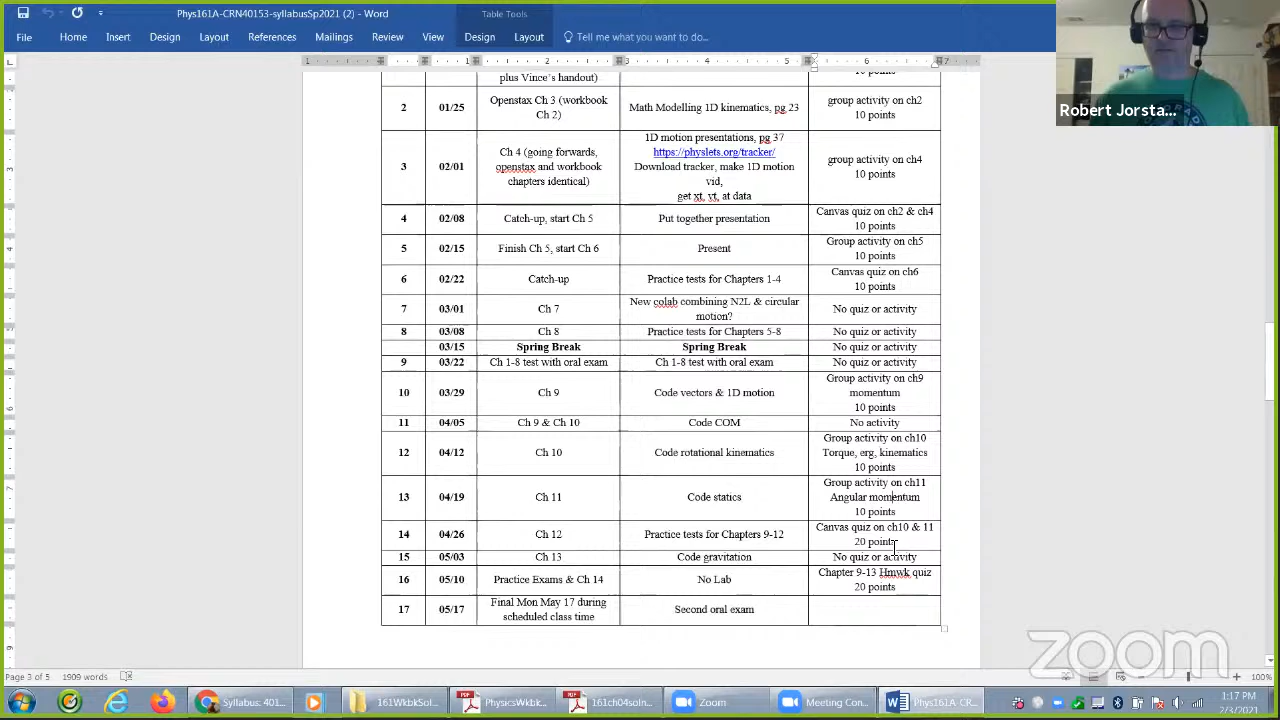 Phys161A-CRN40153-syllabusSp2021 (2) - Word
Table Tools
File Home Insert Design Layout References Mailings Review View Design Layout Tell me what you want to do...
Robert Jorsta...
plus Vince's handout)
2 01/25 Openstax Ch 3 (workbook Ch 2) Math Modelling 1D kinematics, pg 23 group activity on ch2 10 points
3 02/01 Ch 4 (going forwards, openstax and workbook chapters identical) 1D motion presentations, pg 37 https://physlets.org/tracker/ Download tracker, make 1D motion vid, get xt, vt, at data group activity on ch4 10 points
4 02/08 Catch-up, start Ch 5 Put together presentation Canvas quiz on ch2 & ch4 10 points
5 02/15 Finish Ch 5, start Ch 6 Present Group activity on ch5 10 points
6 02/22 Catch-up Practice tests for Chapters 1-4 Canvas quiz on ch6 10 points
7 03/01 Ch 7 New colab combining N2L & circular motion? No quiz or activity
8 03/08 Ch 8 Practice tests for Chapters 5-8 No quiz or activity
03/15 Spring Break Spring Break No quiz or activity
9 03/22 Ch 1-8 test with oral exam Ch 1-8 test with oral exam No quiz or activity
10 03/29 Ch 9 Code vectors & 1D motion Group activity on ch9 momentum 10 points
11 04/05 Ch 9 & Ch 10 Code COM No activity
12 04/12 Ch 10 Code rotational kinematics Group activity on ch10 Torque, erg, kinematics 10 points
13 04/19 Ch 11 Code statics Group activity on ch11 Angular momentum 10 points
14 04/26 Ch 12 Practice tests for Chapters 9-12 Canvas quiz on ch10 & 11 20 points
15 05/03 Ch 13 Code gravitation No quiz or activity
16 05/10 Practice Exams & Ch 14 No Lab Chapter 9-13 Hmwk quiz 20 points
17 05/17 Final Mon May 17 during scheduled class time Second oral exam
zoom
Page 3 of 5 1909 words 100%
Syllabus: 401... 161WkbkSol... PhysicsWkbk... 161ch04soln... Zoom Meeting Con... Phys161A-CR... 1:17 PM
2/3/2021